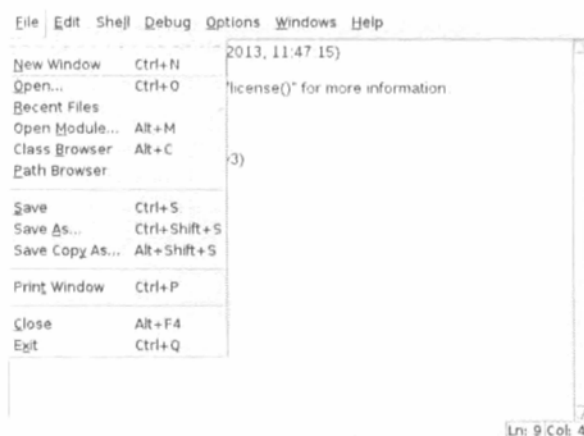 File Edit Shell Debug Options Windows Help
2013, 11:47:15)
New Window Ctrl+N
Open... Ctrl+O
"license()" for more information.
Recent Files
Open Module... Alt+M
Class Browser Alt+C
v3)
Path Browser
Save Ctrl+S
Save As... Ctrl+Shift+S
Save Copy As... Alt+Shift+S
Print Window Ctrl+P
Close Alt+F4
Exit Ctrl+Q
Ln: 9 Col: 4